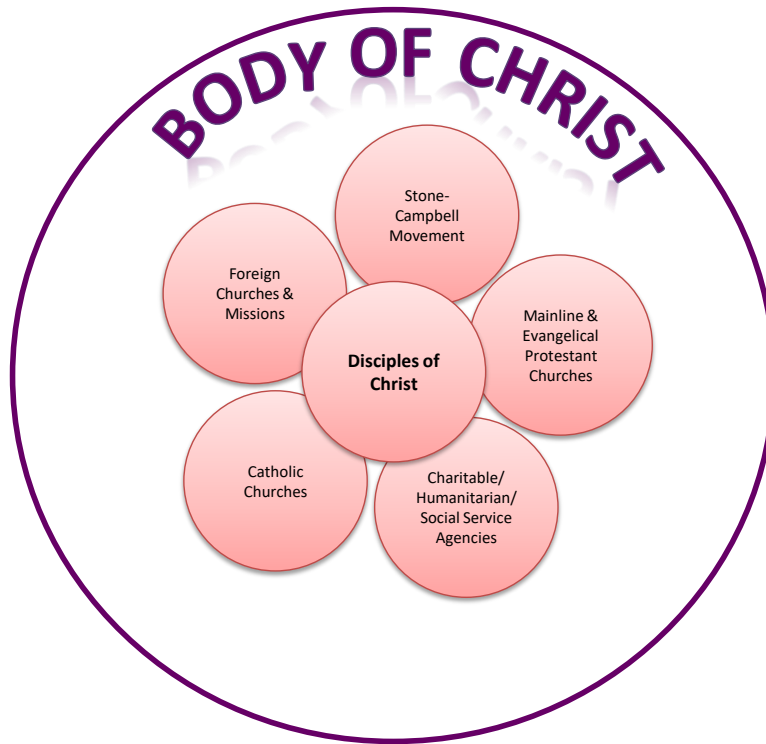 BODY OF CHRIST
Stone-
Campbell
Movement
Foreign
Churches &
Missions
Mainline &
Evangelical
Protestant
Churches
Disciples of
Christ
Catholic
Churches
Charitable/
Humanitarian/
Social Service
Agencies